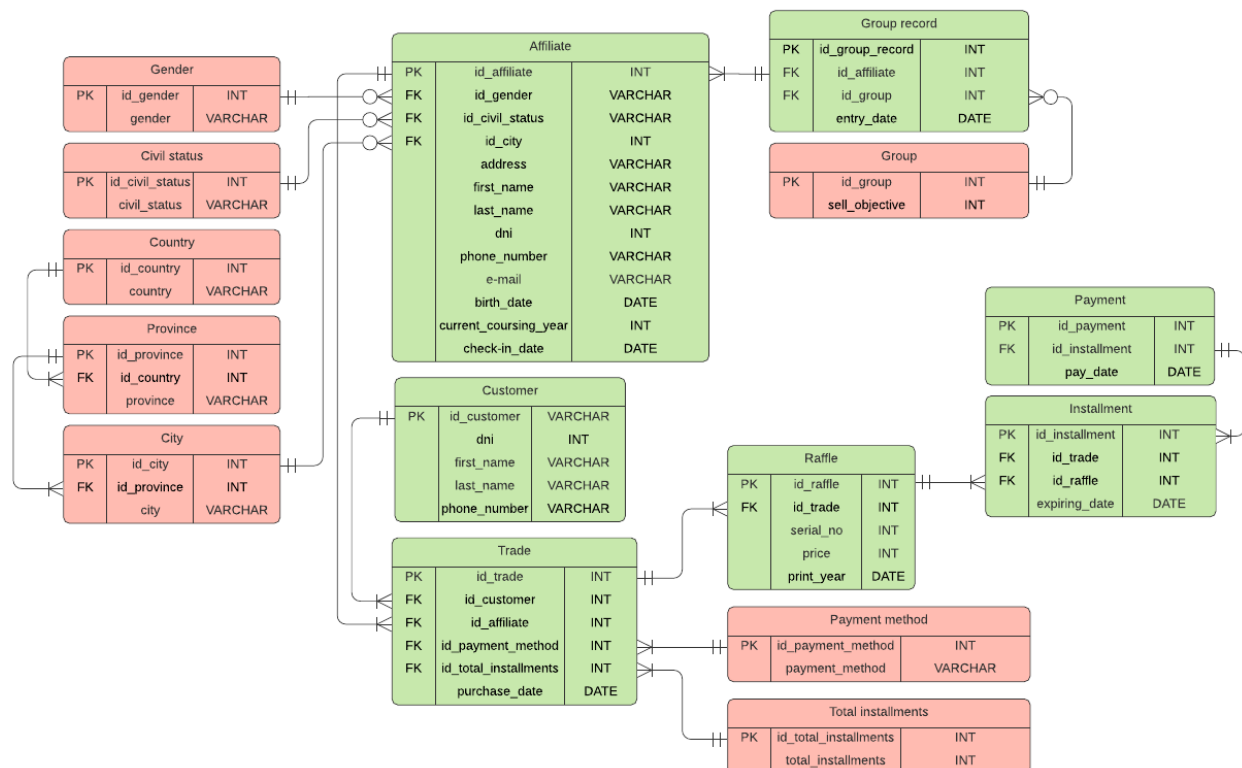 Gender
PK id_gender INT
gender VARCHAR
Civil status
PK id_civil_status INT
civil_status VARCHAR
Country
PK id_country INT
country VARCHAR
Province
PK id_province INT
FK id_country INT
province VARCHAR
City
PK id_city INT
FK id_province INT
city VARCHAR
Affiliate
PK id_affiliate INT
FK id_gender VARCHAR
FK id_civil_status VARCHAR
FK id_city INT
address VARCHAR
first_name VARCHAR
last_name VARCHAR
dni INT
phone_number VARCHAR
e-mail VARCHAR
birth_date DATE
current_coursing_year INT
check-in_date DATE
Customer
PK id_customer VARCHAR
dni INT
first_name VARCHAR
last_name VARCHAR
phone_number VARCHAR
Trade
PK id_trade INT
FK id_customer INT
FK id_affiliate INT
FK id_payment_method INT
FK id_total_installments INT
purchase_date DATE
Group record
PK id_group_record INT
FK id_affiliate INT
FK id_group INT
entry_date DATE
Group
PK id_group INT
sell_objective INT
Payment
PK id_payment INT
FK id_installment INT
pay_date DATE
Installment
PK id_installment INT
FK id_trade INT
FK id_raffle INT
expiring_date DATE
Raffle
PK id_raffle INT
FK id_trade INT
serial_no INT
price INT
print_year DATE
Payment method
PK id_payment_method INT
payment_method VARCHAR
Total installments
PK id_total_installments INT
total_installments INT